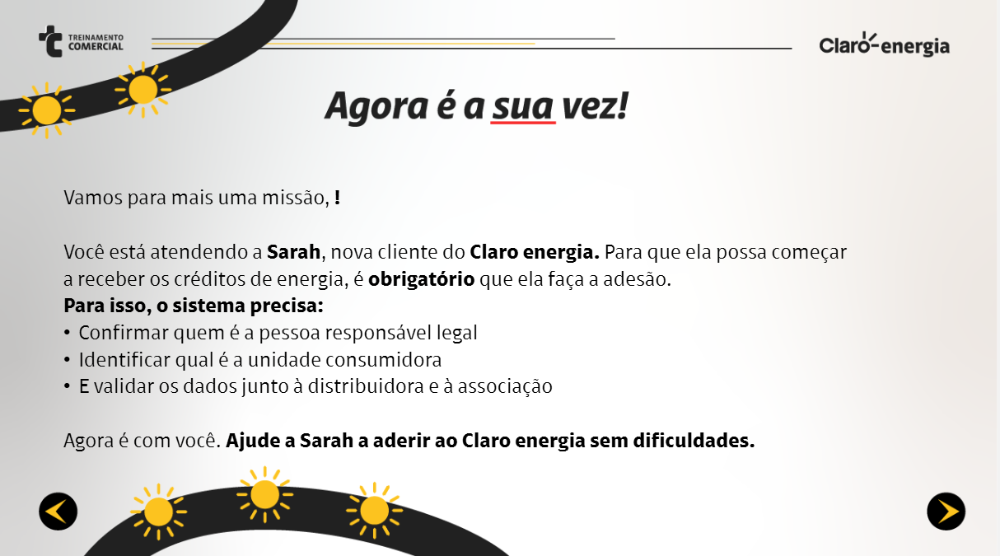 TREINAMENTO
COMERCIAL
Claro energia
Agora é a sua vez!
Vamos para mais uma missão, !
Você está atendendo a Sarah, nova cliente do Claro energia. Para que ela possa começar
a receber os créditos de energia, é obrigatório que ela faça a adesão.
Para isso, o sistema precisa:
• Confirmar quem é a pessoa responsável legal
• Identificar qual é a unidade consumidora
• E validar os dados junto à distribuidora e à associação
Agora é com você. Ajude a Sarah a aderir ao Claro energia sem dificuldades.